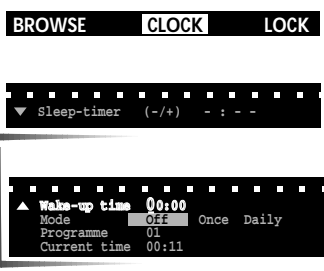 BROWSE CLOCK LOCK
▼ Sleep-timer (-/+) - : - -
▲ Wake-up time 00:00
Mode Off Once Daily
Programme 01
Current time 00:11